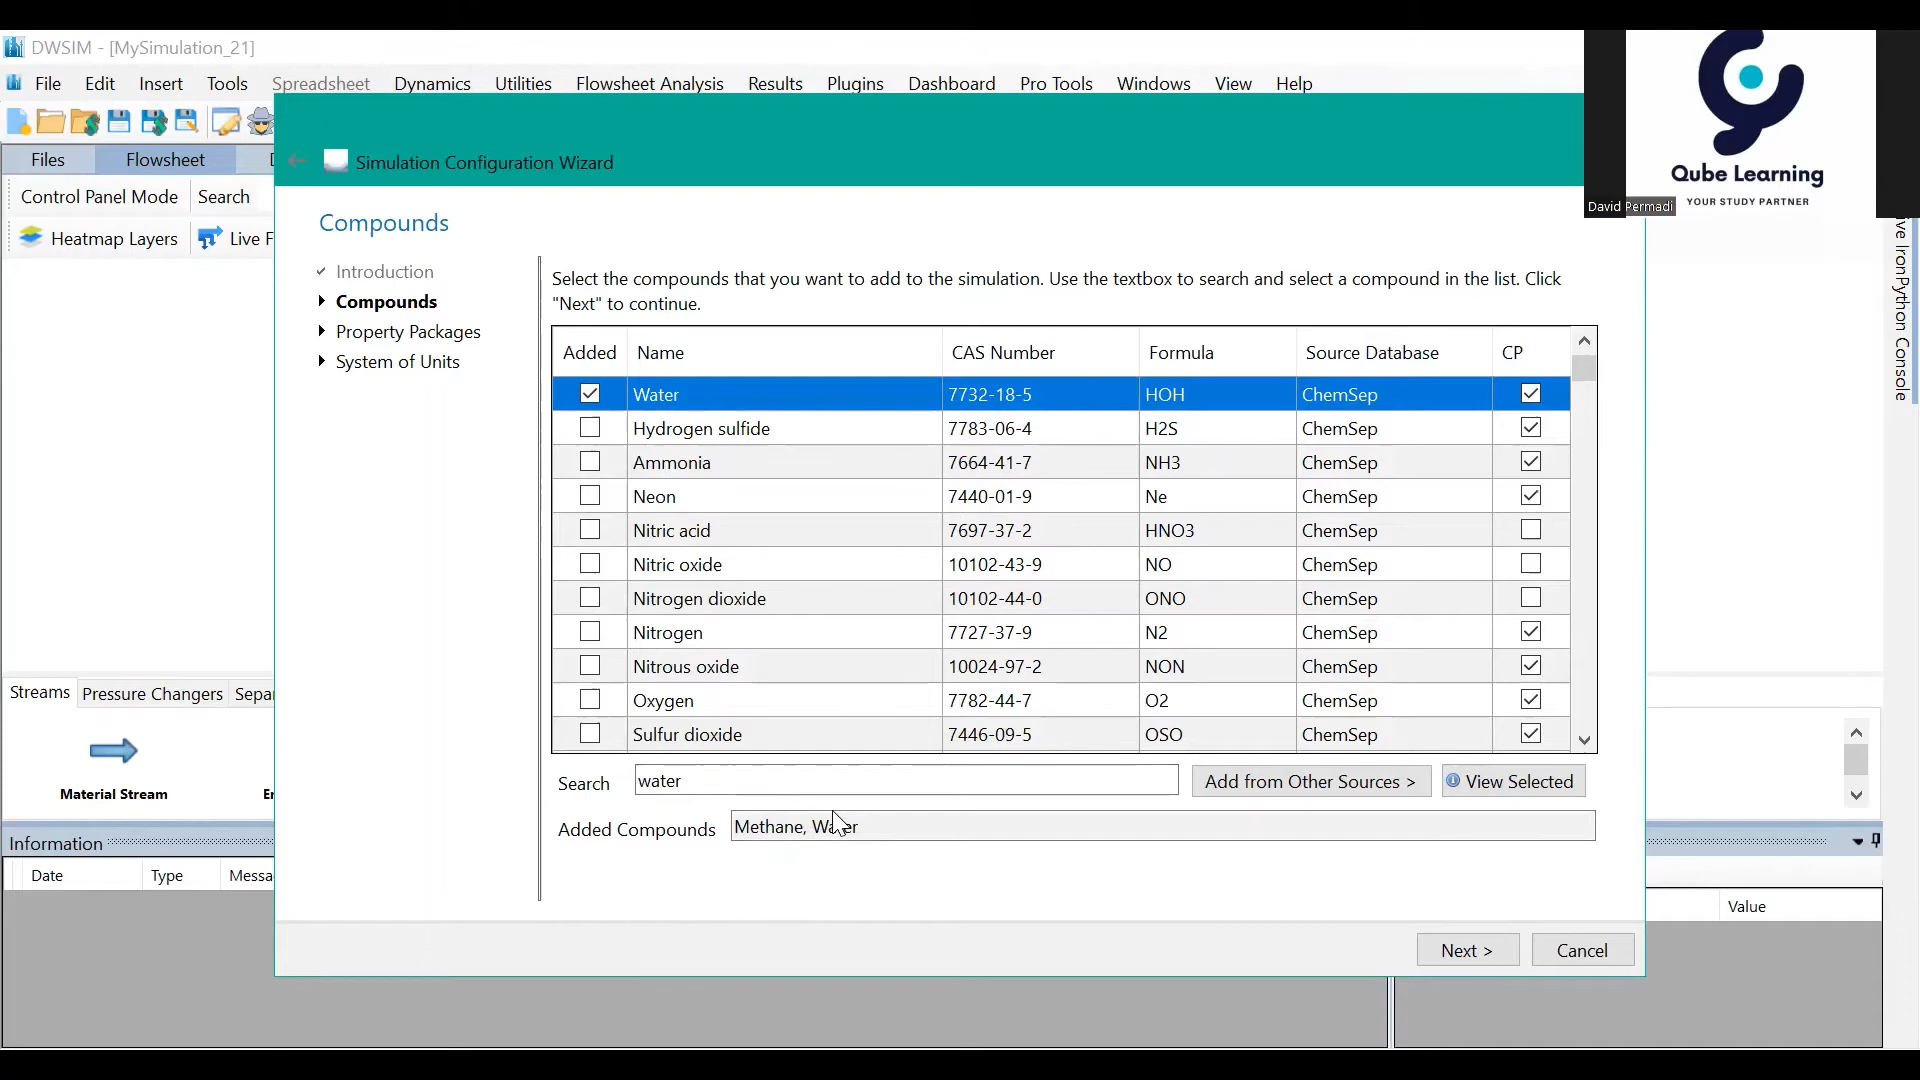 DWSIM - [MySimulation_21]
File Edit Insert Tools Spreadsheet Dynamics Utilities Flowsheet Analysis Results Plugins Dashboard Pro Tools Windows View Help
Files Flowsheet
Control Panel Mode Search
Heatmap Layers Live F
Simulation Configuration Wizard
Qube Learning
YOUR STUDY PARTNER
David Permadi
Compounds
Introduction
Compounds
Property Packages
System of Units
Select the compounds that you want to add to the simulation. Use the textbox to search and select a compound in the list. Click
"Next" to continue.
Added Name CAS Number Formula Source Database CP
Water 7732-18-5 HOH ChemSep
Hydrogen sulfide 7783-06-4 H2S ChemSep
Ammonia 7664-41-7 NH3 ChemSep
Neon 7440-01-9 Ne ChemSep
Nitric acid 7697-37-2 HNO3 ChemSep
Nitric oxide 10102-43-9 NO ChemSep
Nitrogen dioxide 10102-44-0 ONO ChemSep
Nitrogen 7727-37-9 N2 ChemSep
Nitrous oxide 10024-97-2 NON ChemSep
Oxygen 7782-44-7 O2 ChemSep
Sulfur dioxide 7446-09-5 OSO ChemSep
Search water Add from Other Sources > View Selected
Added Compounds Methane, Water
Next > Cancel
Streams Pressure Changers Separ
Material Stream En
Information
Date Type Messa
Value
ve IronPython Console